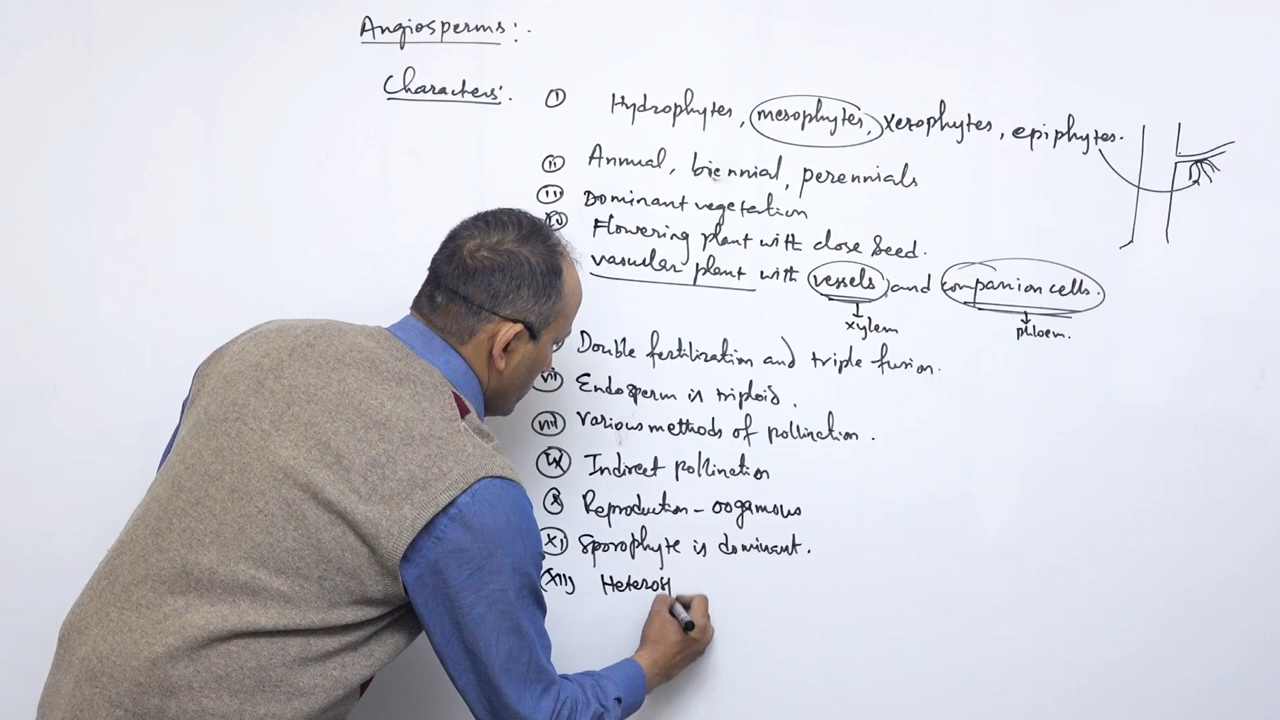 Angiosperms:-
Characters:
(i) Hydrophytes, mesophytes, xerophytes, epiphytes.
(ii) Annual, biennial, perennials
(iii) Dominant vegetation
(iv) Flowering plant with close seed.
vascular plant with vessels and companion cells.
xylem
phloem.
Double fertilization and triple fusion.
(vii) Endosperm is triploid.
(viii) Various methods of pollination.
(ix) Indirect pollination
(x) Reproduction - oogamous
(xi) Sporophyte is dominant.
(xii) Heterosp